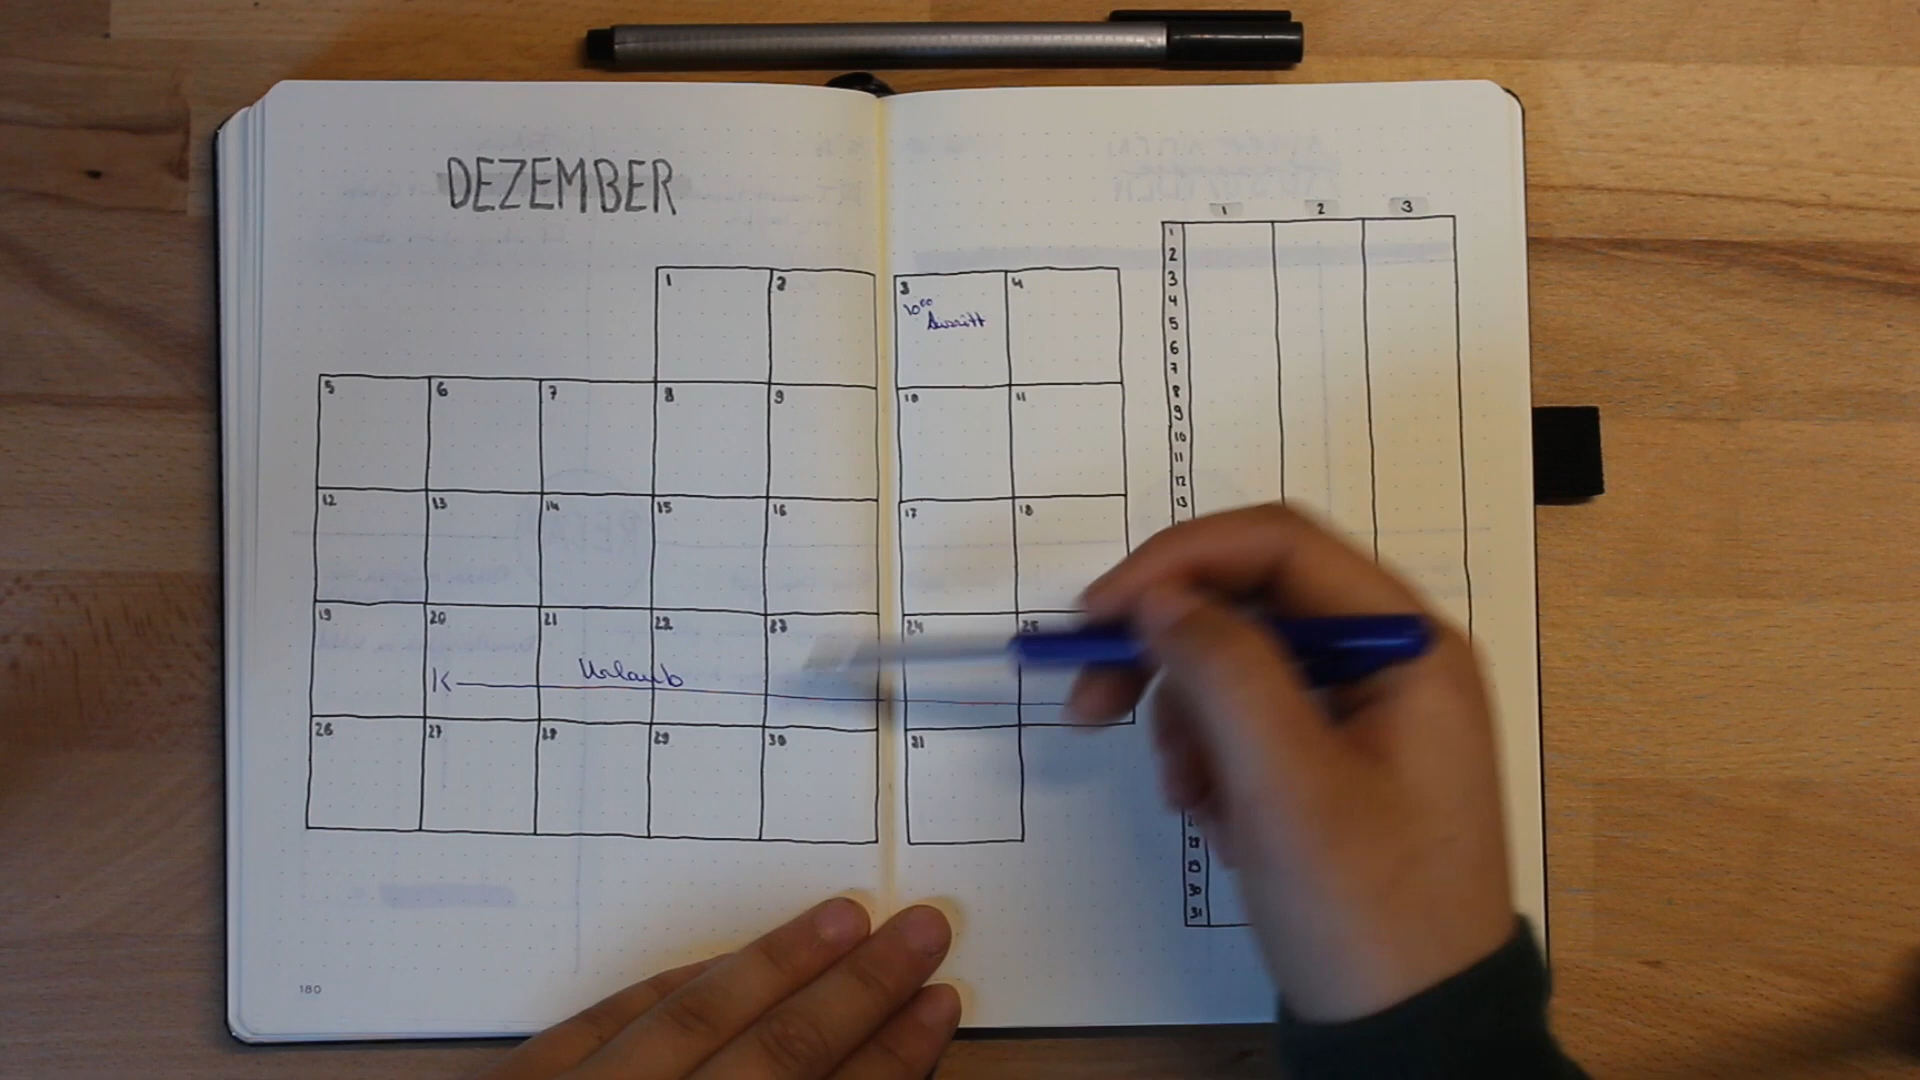 DEZEMBER
1 2 3
1 2 3 4
10⁰⁰
5 6 7 8 9 10 11
12 13 14 15 16 17 18
19 20 21 22 23 24 25
Urlaub
26 27 28 29 30 31
1
2
3
4
5
6
7
8
9
10
11
12
13
28
29
30
31
180